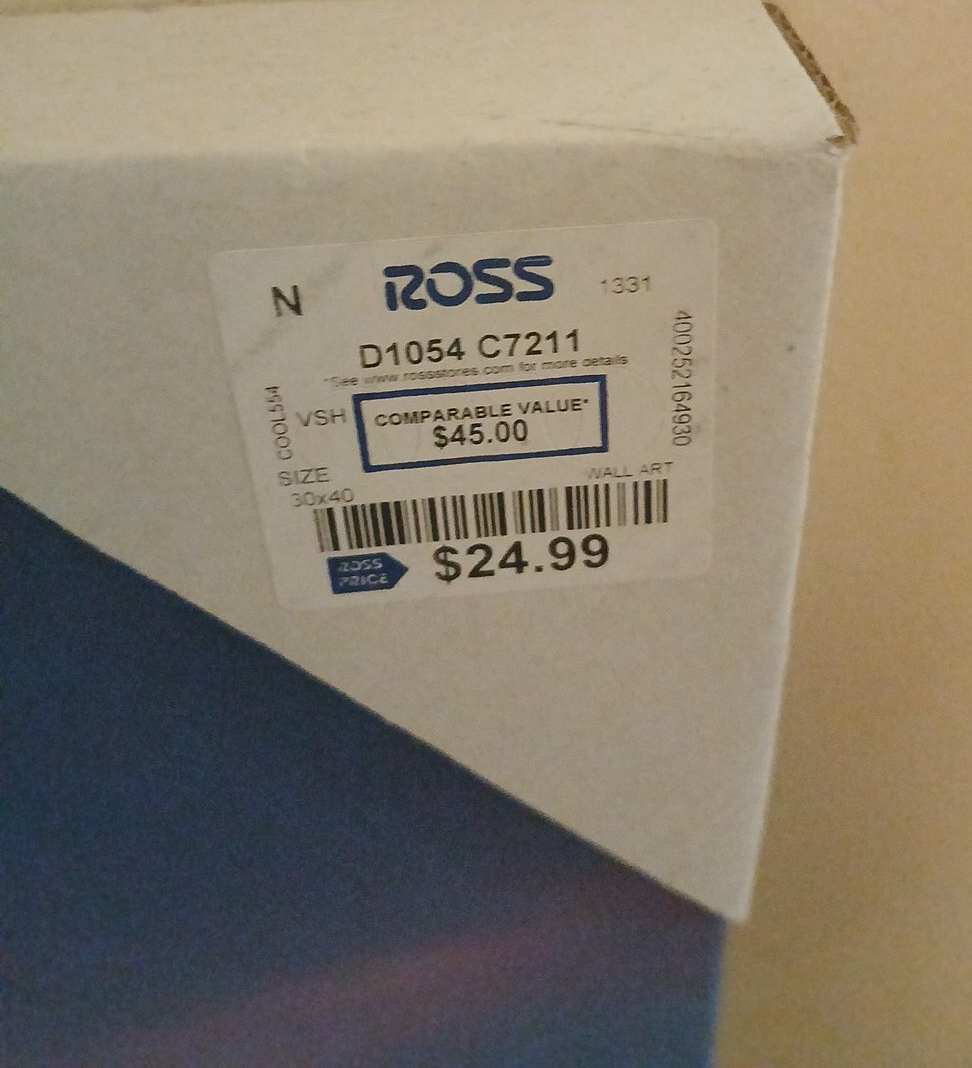 N ROSS 1331
D1054 C7211
*See www.rossstores.com for more details
400252164930
COOL554
VSH
COMPARABLE VALUE*
$45.00
SIZE
30x40
WALL ART
ROSS
PRICE
$24.99